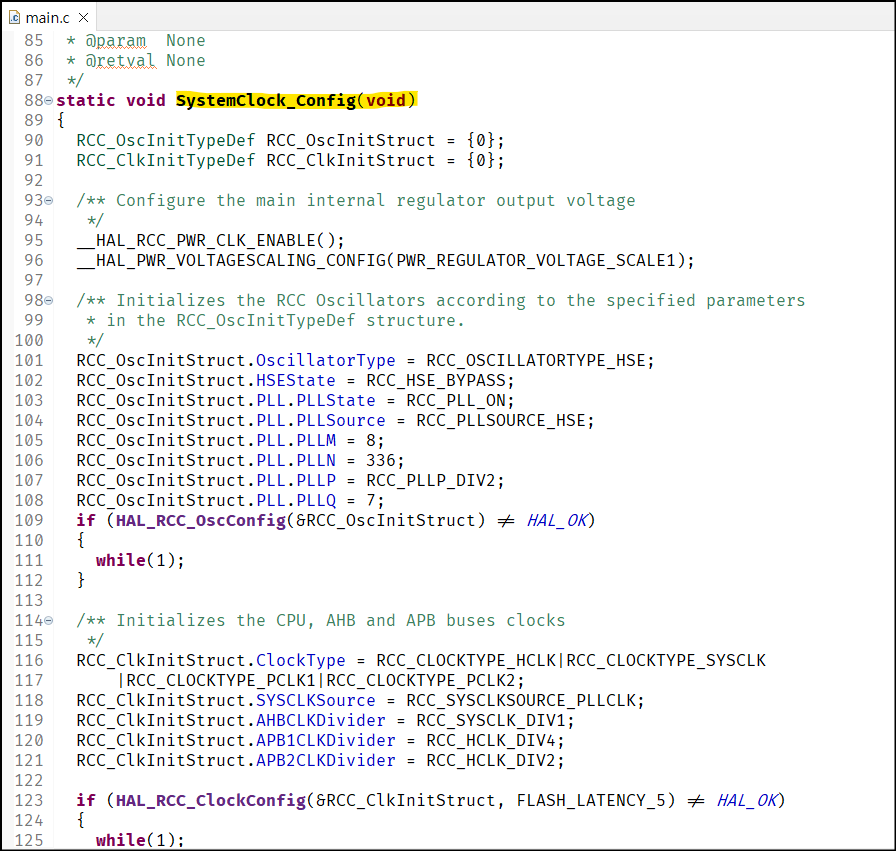 main.c
85 * @param None
86 * @retval None
87 */
88 static void SystemClock_Config(void)
89 {
90 RCC_OscInitTypeDef RCC_OscInitStruct = {0};
91 RCC_ClkInitTypeDef RCC_ClkInitStruct = {0};
92
93 /** Configure the main internal regulator output voltage
94 */
95 __HAL_RCC_PWR_CLK_ENABLE();
96 __HAL_PWR_VOLTAGESCALING_CONFIG(PWR_REGULATOR_VOLTAGE_SCALE1);
97
98 /** Initializes the RCC Oscillators according to the specified parameters
99 * in the RCC_OscInitTypeDef structure.
100 */
101 RCC_OscInitStruct.OscillatorType = RCC_OSCILLATORTYPE_HSE;
102 RCC_OscInitStruct.HSEState = RCC_HSE_BYPASS;
103 RCC_OscInitStruct.PLL.PLLState = RCC_PLL_ON;
104 RCC_OscInitStruct.PLL.PLLSource = RCC_PLLSOURCE_HSE;
105 RCC_OscInitStruct.PLL.PLLM = 8;
106 RCC_OscInitStruct.PLL.PLLN = 336;
107 RCC_OscInitStruct.PLL.PLLP = RCC_PLLP_DIV2;
108 RCC_OscInitStruct.PLL.PLLQ = 7;
109 if (HAL_RCC_OscConfig(&RCC_OscInitStruct) ≠ HAL_OK)
110 {
111 while(1);
112 }
113
114 /** Initializes the CPU, AHB and APB buses clocks
115 */
116 RCC_ClkInitStruct.ClockType = RCC_CLOCKTYPE_HCLK|RCC_CLOCKTYPE_SYSCLK
117 |RCC_CLOCKTYPE_PCLK1|RCC_CLOCKTYPE_PCLK2;
118 RCC_ClkInitStruct.SYSCLKSource = RCC_SYSCLKSOURCE_PLLCLK;
119 RCC_ClkInitStruct.AHBCLKDivider = RCC_SYSCLK_DIV1;
120 RCC_ClkInitStruct.APB1CLKDivider = RCC_HCLK_DIV4;
121 RCC_ClkInitStruct.APB2CLKDivider = RCC_HCLK_DIV2;
122
123 if (HAL_RCC_ClockConfig(&RCC_ClkInitStruct, FLASH_LATENCY_5) ≠ HAL_OK)
124 {
125 while(1);